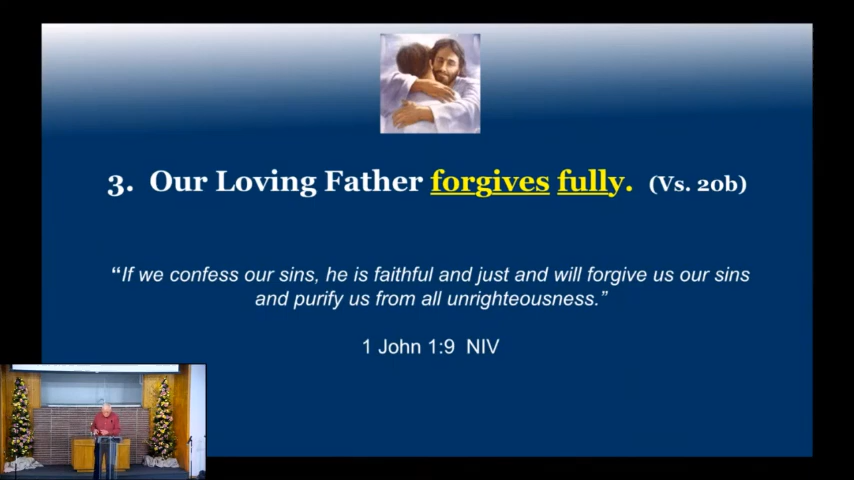 3. Our Loving Father forgives fully. (Vs. 20b)
“If we confess our sins, he is faithful and just and will forgive us our sins
and purify us from all unrighteousness.”
1 John 1:9 NIV